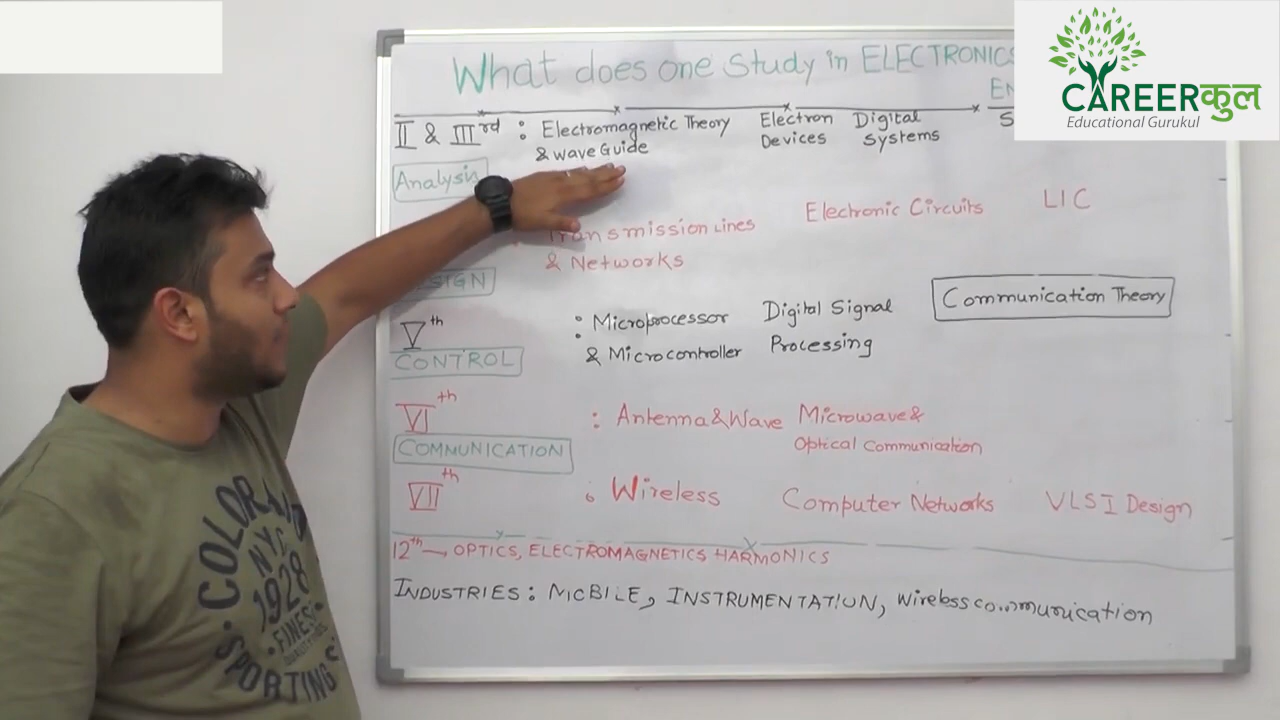 What does one Study in ELECTRONICS
II & III rd : Electromagnetic Theory Electron Digital
& wave Guide Devices Systems
Analysis
Transmission Lines Electronic Circuits LIC
& Networks
V th : Microprocessor Digital Signal Communication Theory
& Microcontroller Processing
CONTROL
VI th : Antenna & Wave Microwave &
Optical Communication
COMMUNICATION
VII th : Wireless Computer Networks VLSI Design
12th → OPTICS, ELECTROMAGNETICS HARMONICS
INDUSTRIES: MOBILE, INSTRUMENTATION, Wireless communication
CAREERकुल
Educational Gurukul
NYC
1928
SPORTING